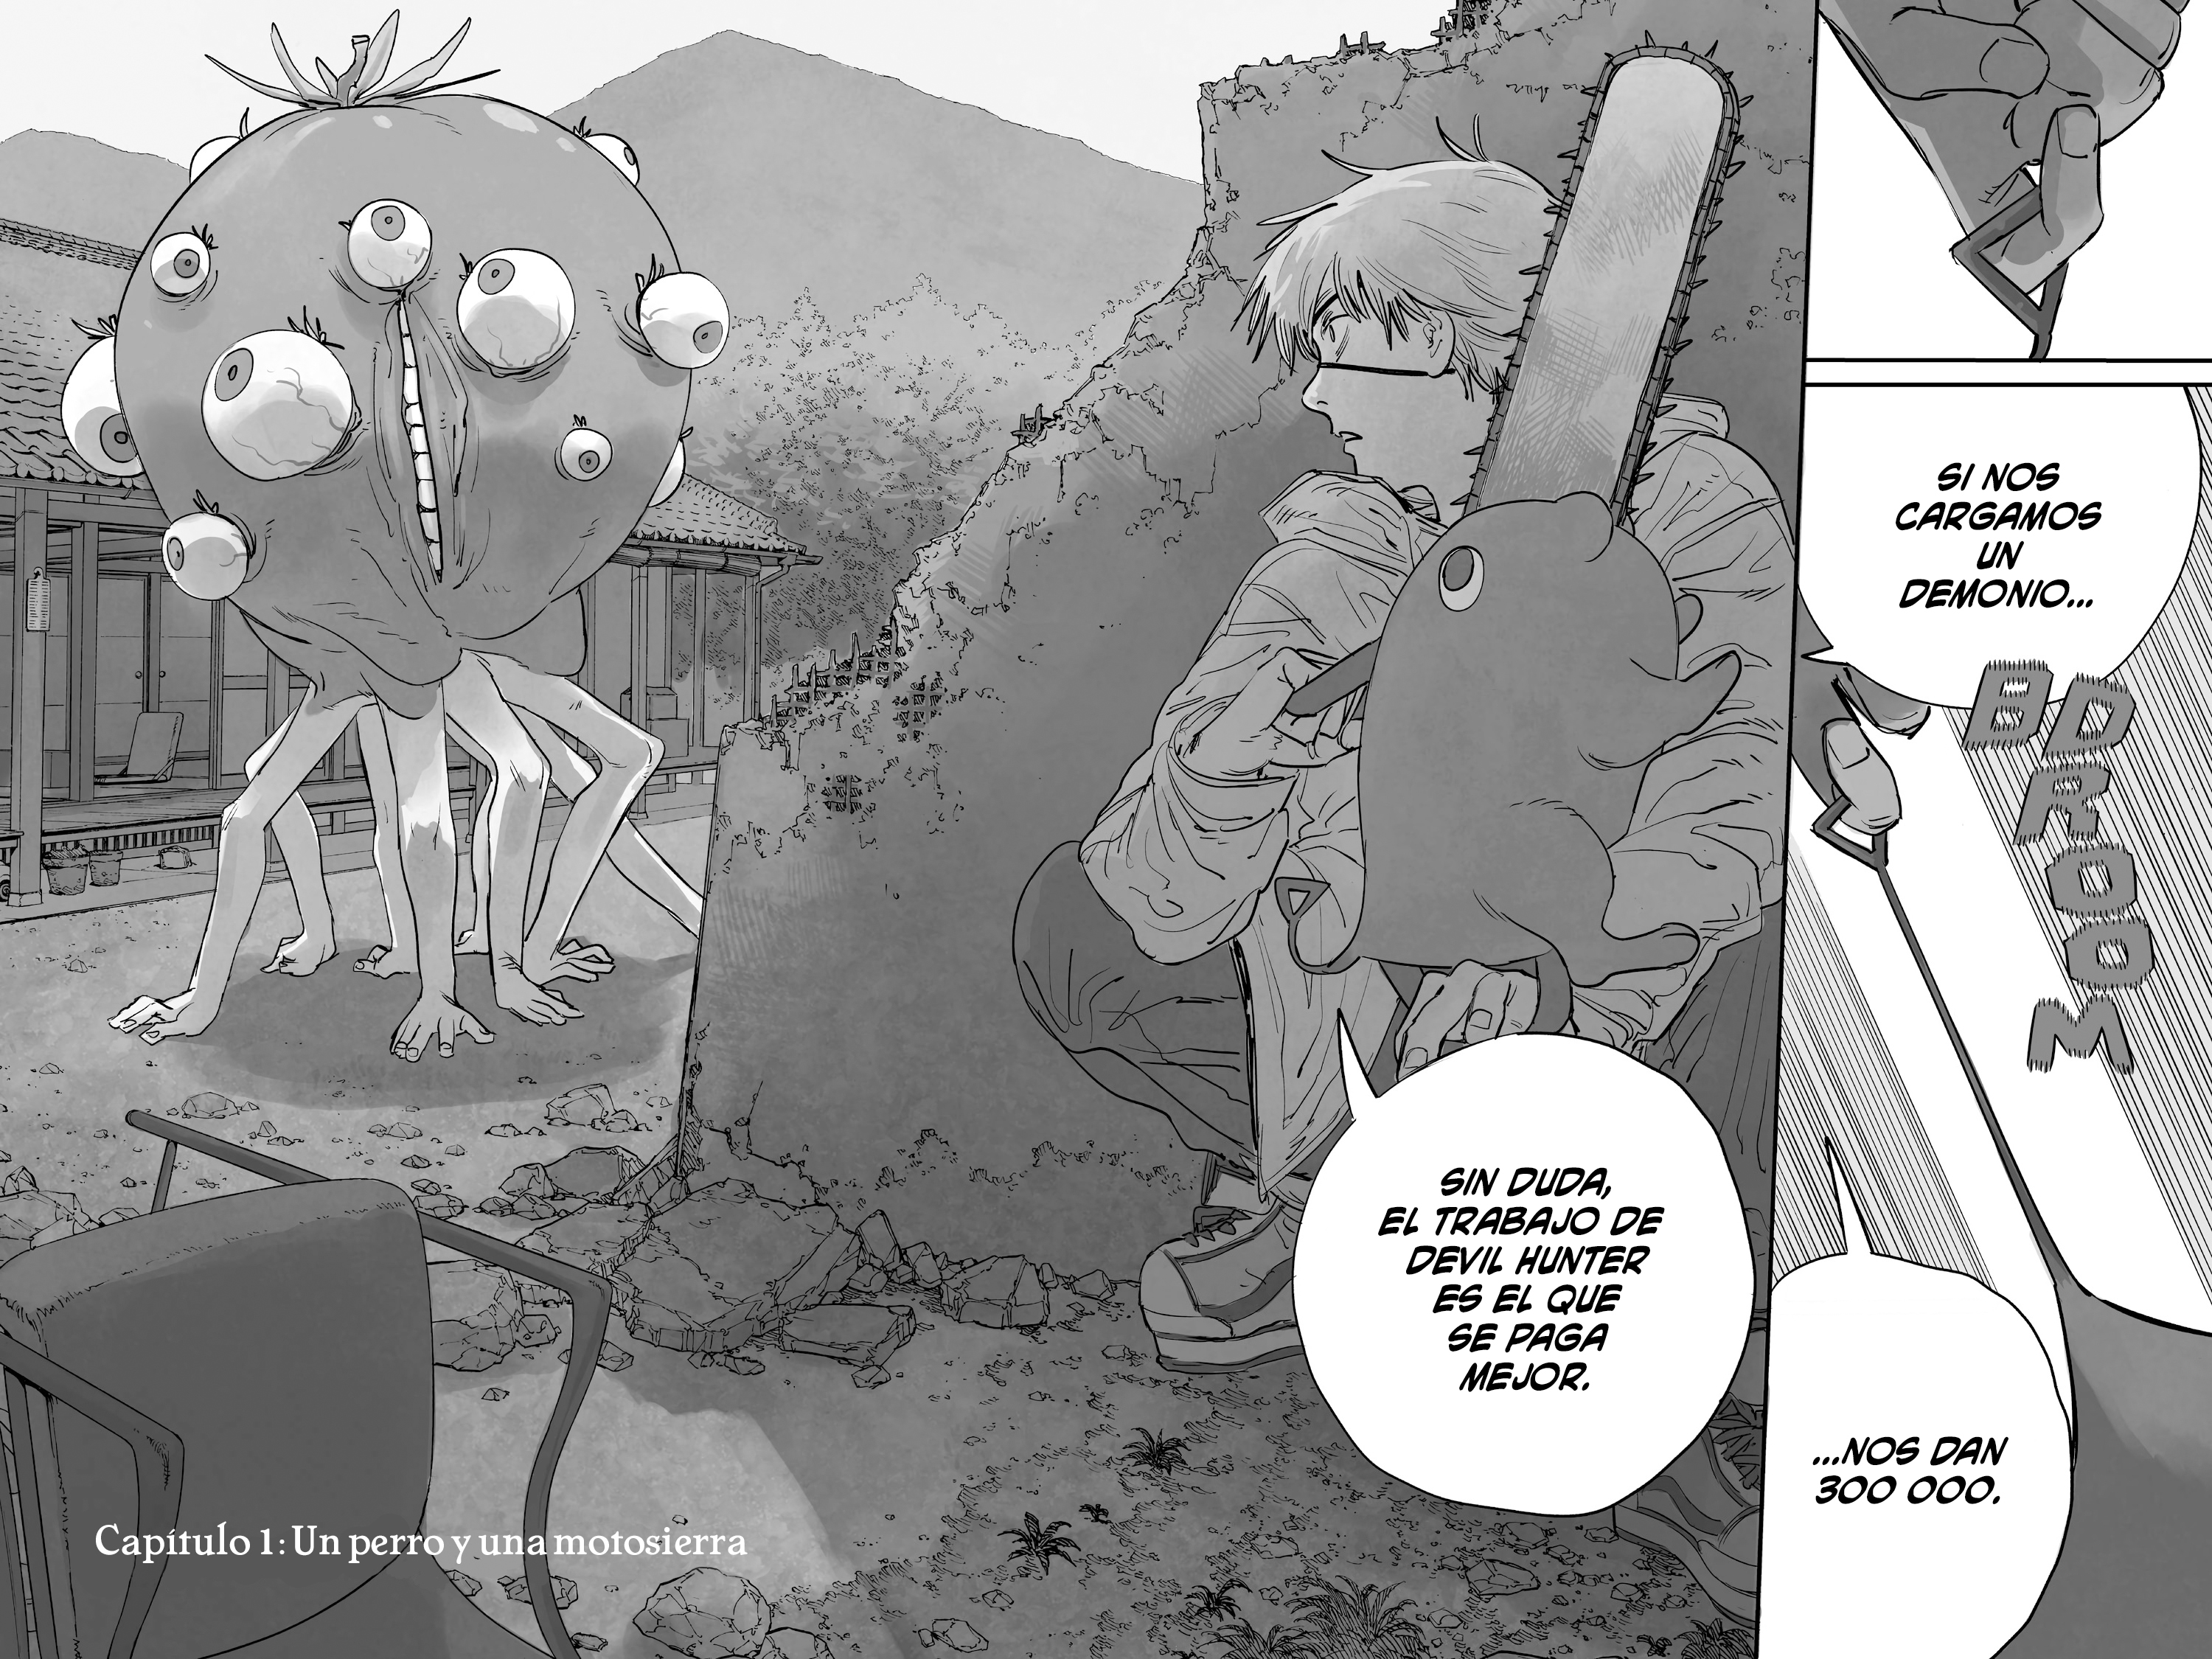 SI NOS
CARGAMOS
UN
DEMONIO...
BROOM
...NOS DAN
300 000.
SIN DUDA,
EL TRABAJO DE
DEVIL HUNTER
ES EL QUE
SE PAGA
MEJOR.
Capítulo 1: Un perro y una motosierra